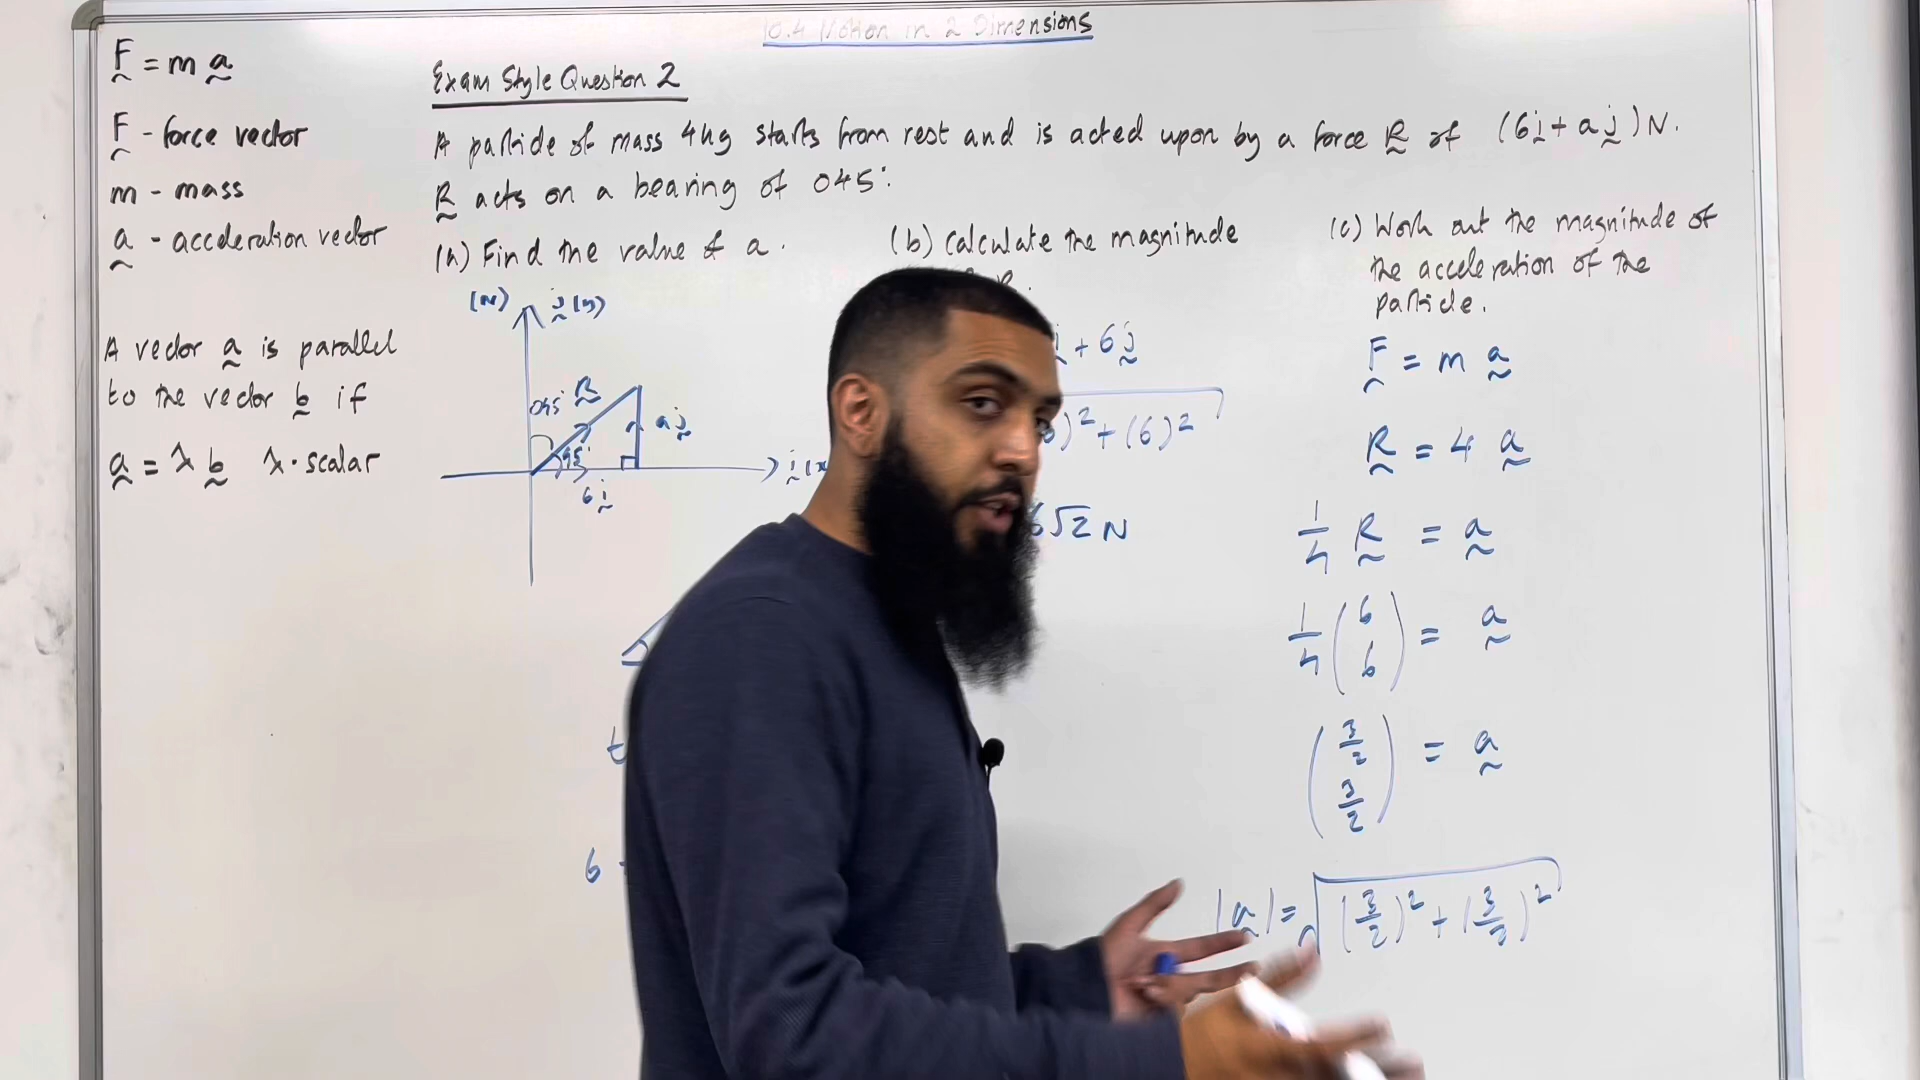 10.4 Motion in 2 Dimensions
F = m a
F - force vector
m - mass
a - acceleration vector
A vector a is parallel
to the vector b if
a = λ b λ · scalar
Exam Style Question 2
A particle of mass 4kg starts from rest and is acted upon by a force R of (6i + aj)N.
R acts on a bearing of 045°.
(a) Find the value of a.
(N) j(y)
045° R
aj
45°
i(x
6i
6
(b) Calculate the magnitude
R.
i + 6j
)² + (6)²
6√2 N
(c) Work out the magnitude of
the acceleration of the
particle.
F = m a
R = 4 a
1/4 R = a
1/4 (6 6) = a
(3/2 3/2) = a
|a| = √(3/2)² + (3/2)²